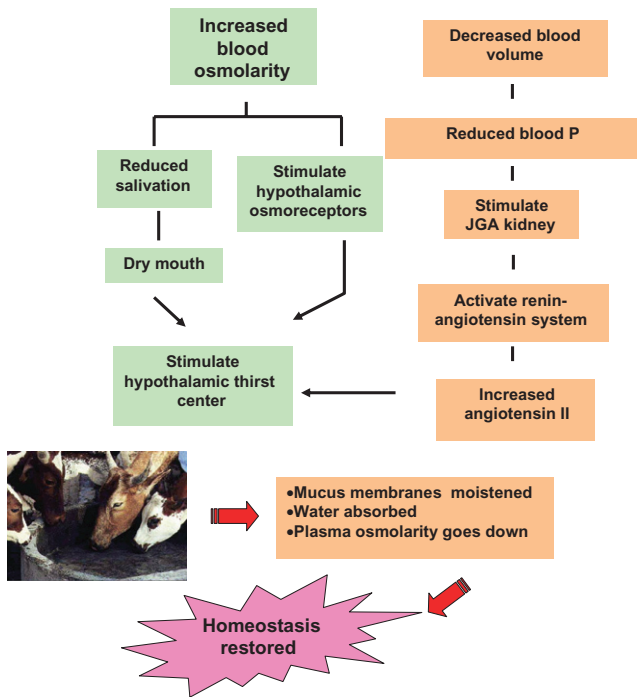 Increased
blood
osmolarity
Reduced
salivation
Dry mouth
Stimulate
hypothalamic
osmoreceptors
Stimulate
hypothalamic thirst
center
Decreased blood
volume
Reduced blood P
Stimulate
JGA kidney
Activate renin-
angiotensin system
Increased
angiotensin II
•Mucus membranes moistened
•Water absorbed
•Plasma osmolarity goes down
Homeostasis
restored